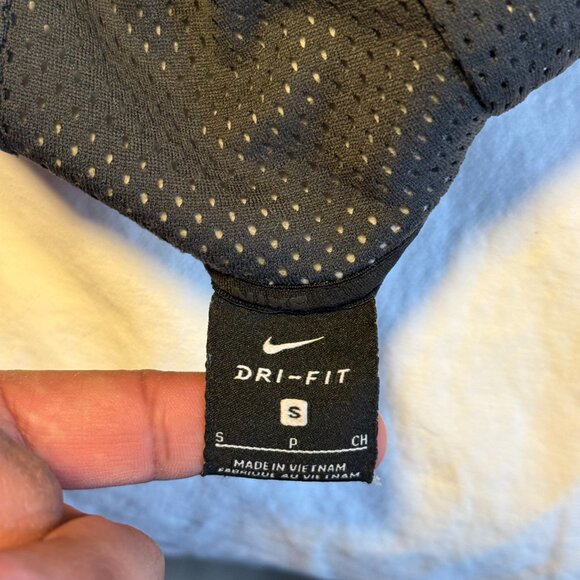 DRI-FIT
S
S P CH
MADE IN VIETNAM
FABRIQUÉ AU VIETNAM